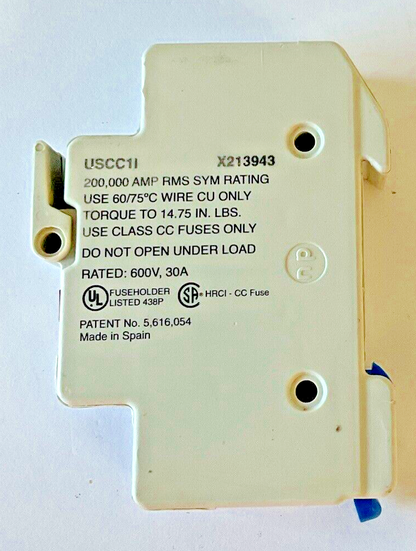 USCC1I X213943
200,000 AMP RMS SYM RATING
USE 60/75°C WIRE CU ONLY
TORQUE TO 14.75 IN. LBS.
USE CLASS CC FUSES ONLY
DO NOT OPEN UNDER LOAD
RATED: 600V, 30A
UL FUSEHOLDER LISTED 438P
SA ® HRCI - CC Fuse
PATENT No. 5,616,054
Made in Spain